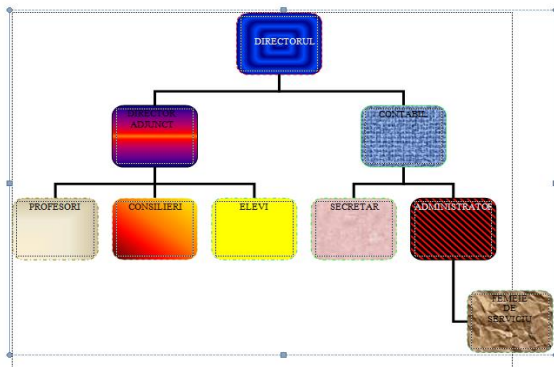 DIRECTORUL
DIRECTOR
ADJUNCT
CONTABIL
PROFESORI
CONSILIERI
ELEVI
SECRETAR
ADMINISTRATOR
FEMEIE
DE
SERVICIU